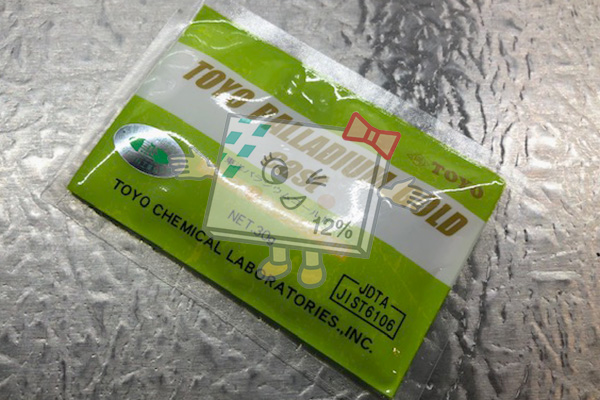 TOYO
TOYO PALLADIUM GOLD
12%
NET 30g
TOYO CHEMICAL LABORATORIES.,INC.
JDTA
JIST6106